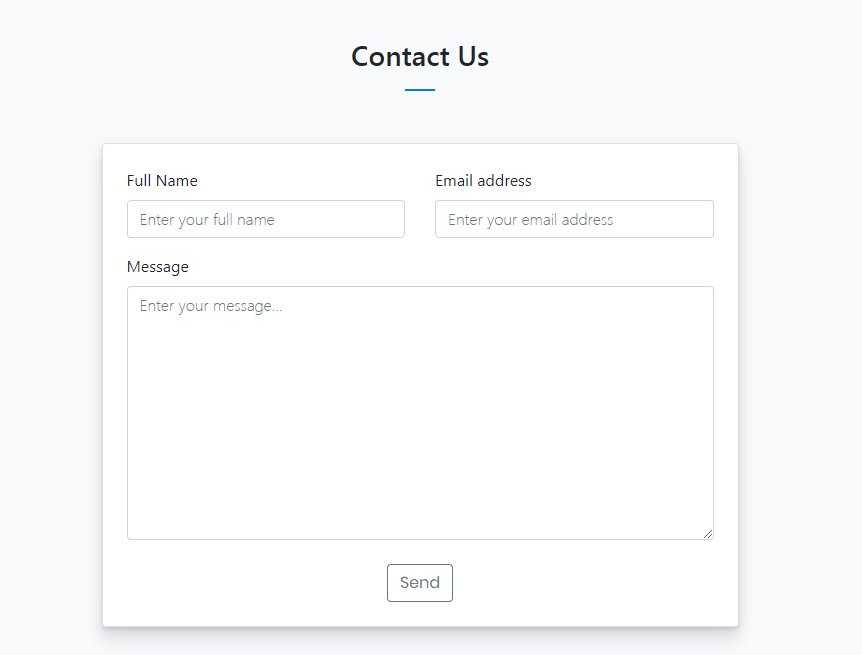 Contact Us
Full Name
Email address
Enter your full name
Enter your email address
Message
Enter your message...
Send